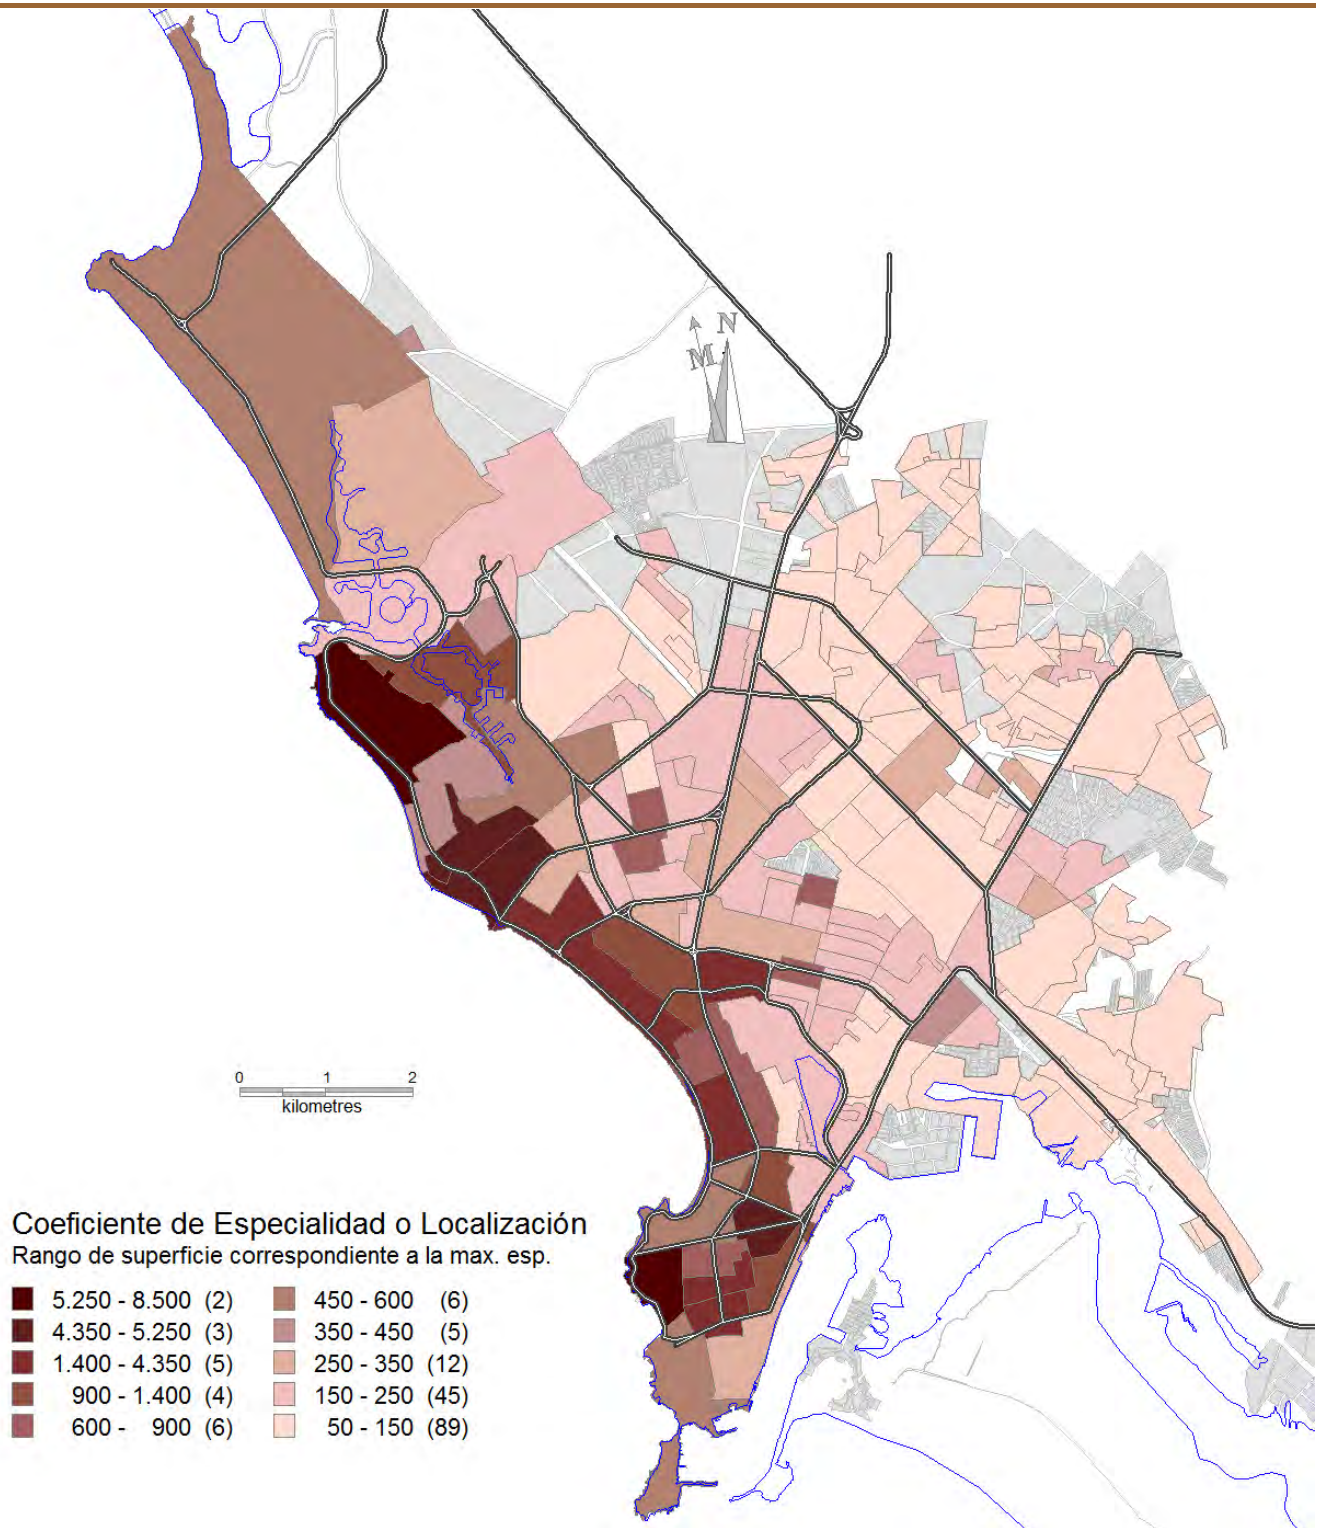 N
M
0 1 2
kilometres
Coeficiente de Especialidad o Localización
Rango de superficie correspondiente a la max. esp.
5.250 - 8.500 (2)
4.350 - 5.250 (3)
1.400 - 4.350 (5)
900 - 1.400 (4)
600 - 900 (6)
450 - 600 (6)
350 - 450 (5)
250 - 350 (12)
150 - 250 (45)
50 - 150 (89)